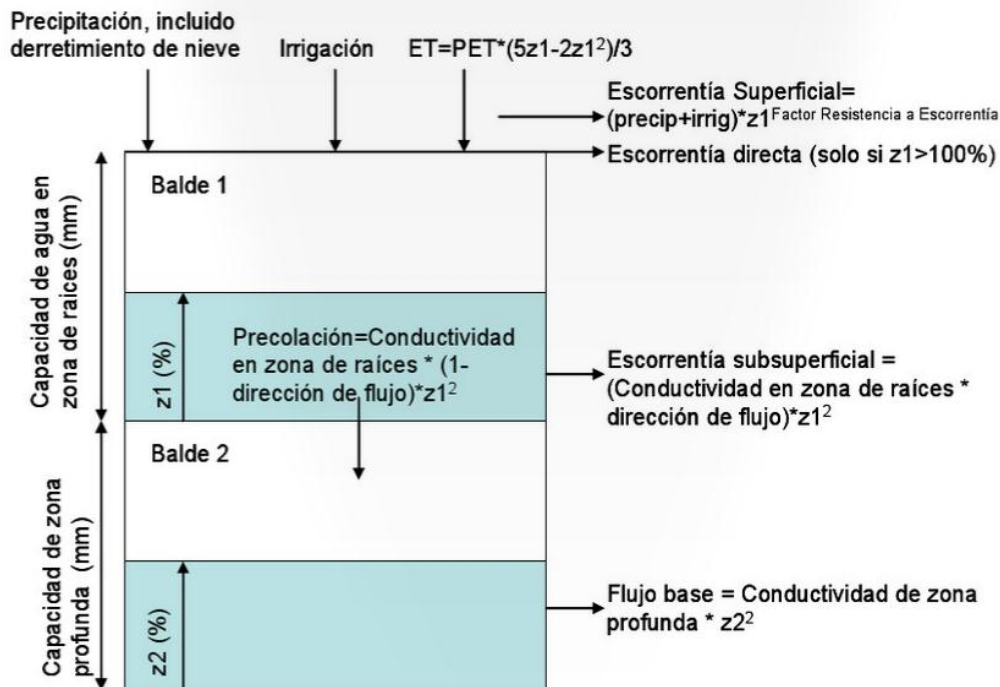 Precipitación, incluido
derretimiento de nieve
Irrigación
ET=PET*(5z1-2z1²)/3
Escorrentía Superficial=
(precip+irrig)*z1^Factor Resistencia a Escorrentía
Escorrentía directa (solo si z1>100%)
Capacidad de agua en
zona de raices (mm)
Balde 1
z1 (%)
Precolación=Conductividad
en zona de raíces * (1-
dirección de flujo)*z1²
Escorrentía subsuperficial =
(Conductividad en zona de raíces *
dirección de flujo)*z1²
Capacidad de zona
profunda (mm)
Balde 2
z2 (%)
Flujo base = Conductividad de zona
profunda * z2²